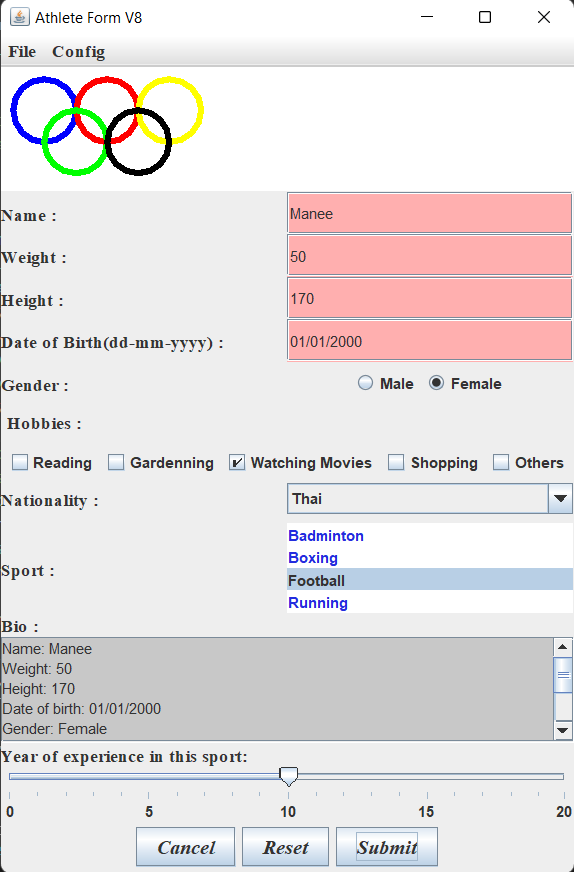 Athlete Form V8
File Config
Name : Manee
Weight : 50
Height : 170
Date of Birth(dd-mm-yyyy) : 01/01/2000
Gender : Male Female
Hobbies :
Reading Gardenning Watching Movies Shopping Others
Nationality : Thai
Badminton
Boxing
Sport : Football
Running
Bio :
Name: Manee
Weight: 50
Height: 170
Date of birth: 01/01/2000
Gender: Female
Year of experience in this sport:
0 5 10 15 20
Cancel Reset Submit